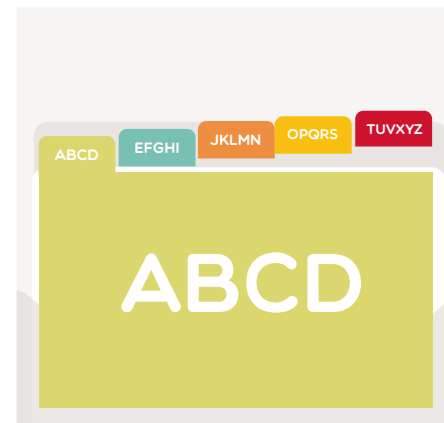 ABCD
EFGHI
JKLMN
OPQRS
TUVXYZ
ABCD